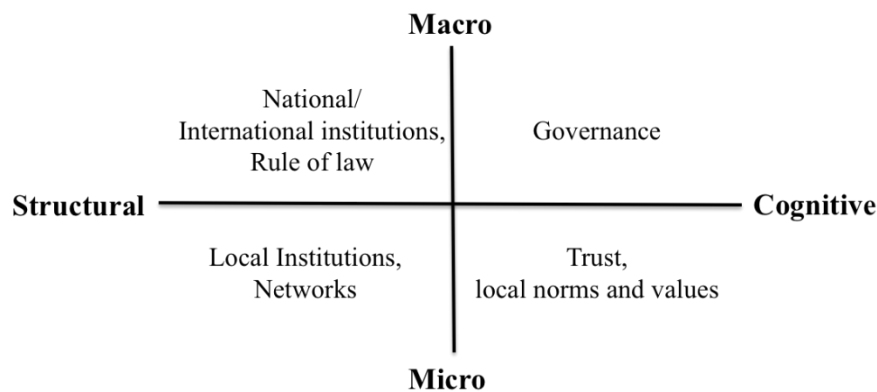 Macro
National/
International institutions,
Rule of law
Governance
Structural
Cognitive
Local Institutions,
Networks
Trust,
local norms and values
Micro